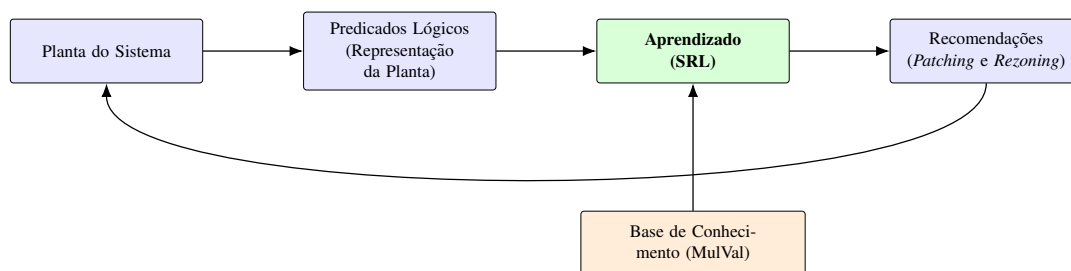 Planta do Sistema
Predicados Lógicos
(Representação
da Planta)
Aprendizado
(SRL)
Recomendações
(Patching e Rezoning)
Base de Conheci-
mento (MulVal)